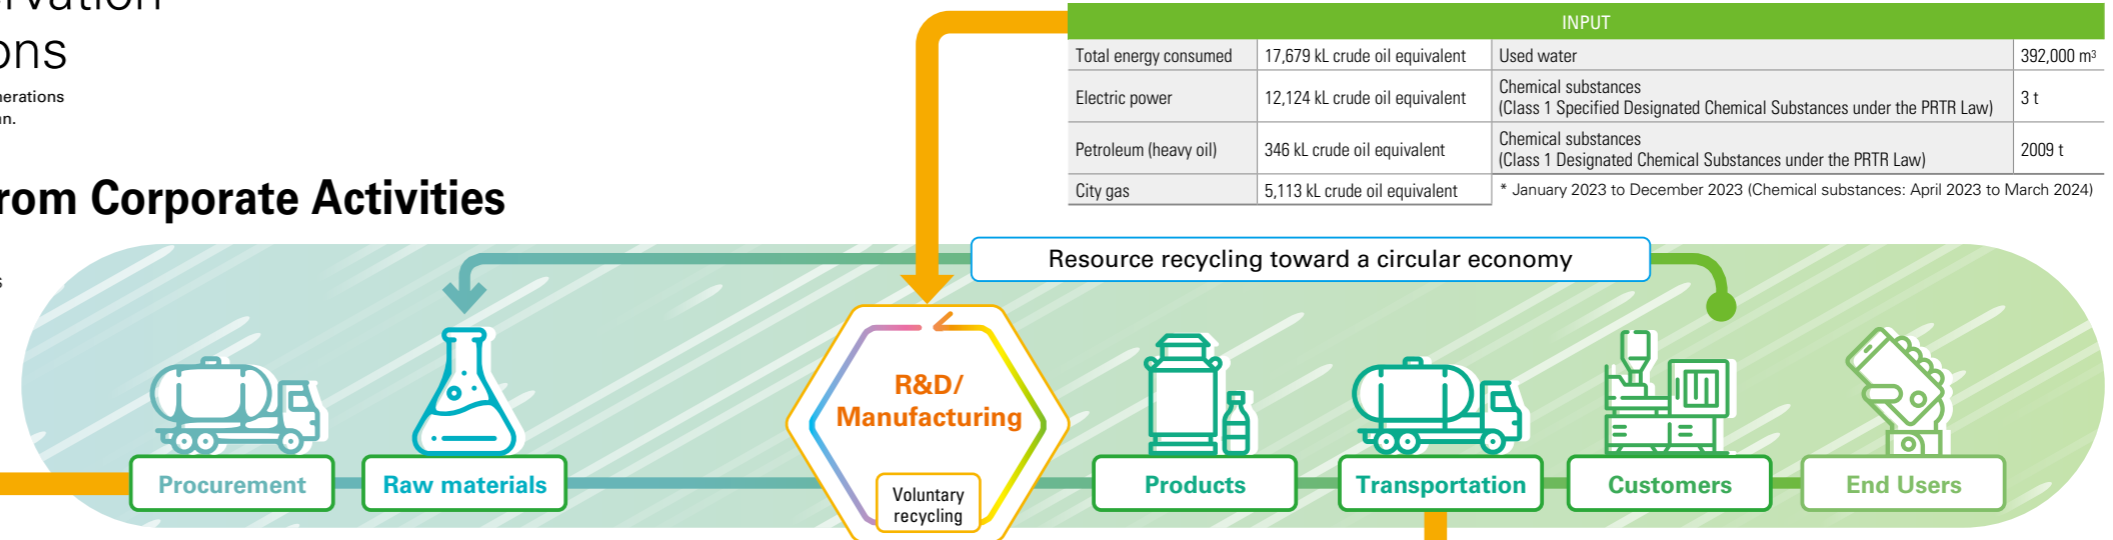 ons
nerations
an.
rom Corporate Activities
s
INPUT
Total energy consumed 17,679 kL crude oil equivalent Used water 392,000 m³
Electric power 12,124 kL crude oil equivalent Chemical substances
(Class 1 Specified Designated Chemical Substances under the PRTR Law) 3 t
Petroleum (heavy oil) 346 kL crude oil equivalent Chemical substances
(Class 1 Designated Chemical Substances under the PRTR Law) 2009 t
City gas 5,113 kL crude oil equivalent * January 2023 to December 2023 (Chemical substances: April 2023 to March 2024)
Resource recycling toward a circular economy
Procurement
Raw materials
R&D/
Manufacturing
Voluntary
recycling
Products
Transportation
Customers
End Users